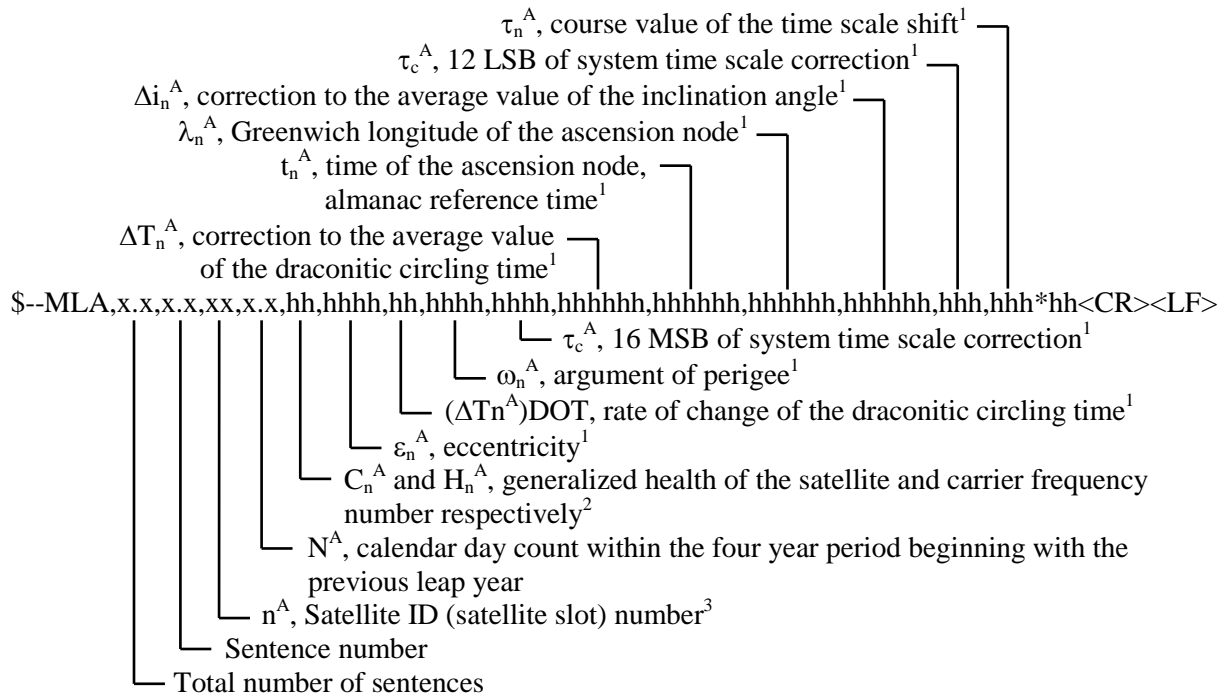 τₙᴬ, course value of the time scale shift¹
τ꜀ᴬ, 12 LSB of system time scale correction¹
Δiₙᴬ, correction to the average value of the inclination angle¹
λₙᴬ, Greenwich longitude of the ascension node¹
tₙᴬ, time of the ascension node,
almanac reference time¹
ΔTₙᴬ, correction to the average value
of the draconitic circling time¹
$--MLA,x.x,x.x,xx,x.x,hh,hhhh,hh,hhhh,hhhh,hhhhhh,hhhhhh,hhhhhh,hhhhhh,hhh,hhh*hh<CR><LF>
τ꜀ᴬ, 16 MSB of system time scale correction¹
ωₙᴬ, argument of perigee¹
(ΔTnᴬ)DOT, rate of change of the draconitic circling time¹
εₙᴬ, eccentricity¹
Cₙᴬ and Hₙᴬ, generalized health of the satellite and carrier frequency
number respectively²
Nᴬ, calendar day count within the four year period beginning with the
previous leap year
nᴬ, Satellite ID (satellite slot) number³
Sentence number
Total number of sentences